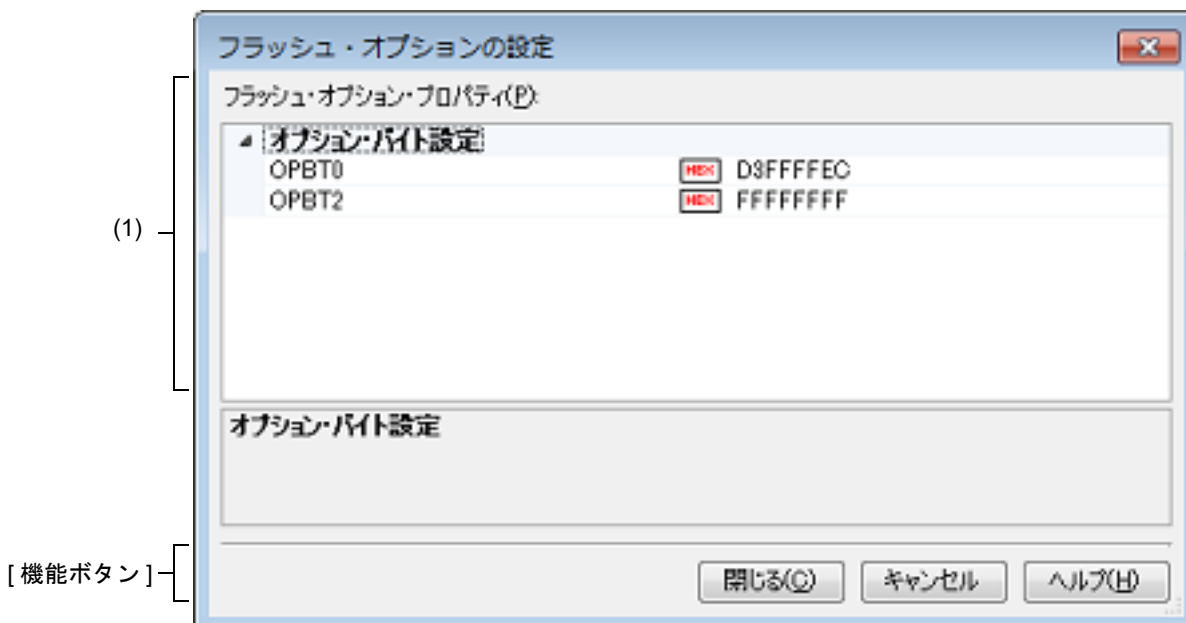 フラッシュ・オプションの設定
フラッシュ・オプション・プロパティ(P):
(1)
オプション・バイト設定
OPBT0 HEX D3FFFFEC
OPBT2 HEX FFFFFFFF
オプション・バイト設定
[ 機能ボタン ]
閉じる(C) キャンセル ヘルプ(H)